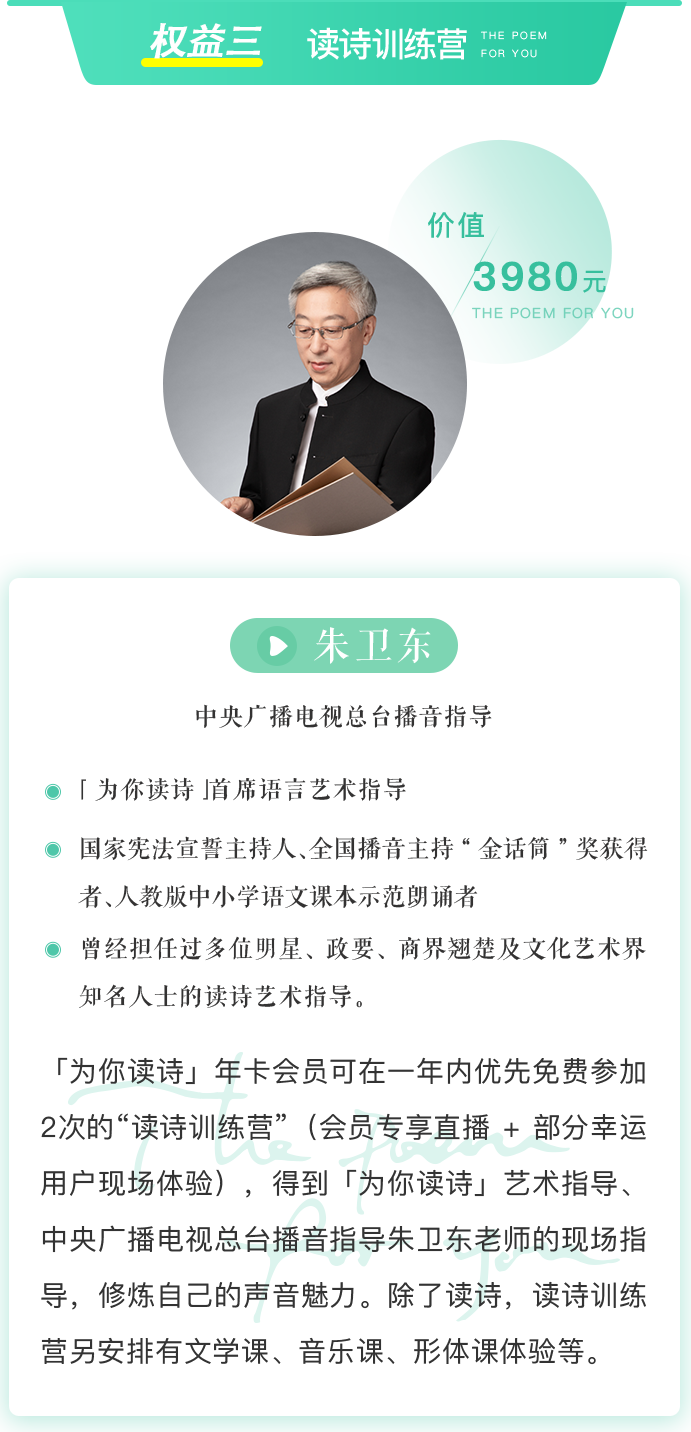 权益三 读诗训练营 THE POEM
FOR YOU
价值
3980元
THE POEM FOR YOU
朱卫东
中央广播电视总台播音指导
「为你读诗」首席语言艺术指导
国家宪法宣誓主持人、全国播音主持“金话筒”奖获得
者、人教版中小学语文课本示范朗诵者
曾经担任过多位明星、政要、商界翘楚及文化艺术界
知名人士的读诗艺术指导。
「为你读诗」年卡会员可在一年内优先免费参加
2次的“读诗训练营”（会员专享直播 + 部分幸运
用户现场体验），得到「为你读诗」艺术指导、
中央广播电视总台播音指导朱卫东老师的现场指
导，修炼自己的声音魅力。除了读诗，读诗训练
营另安排有文学课、音乐课、形体课体验等。
The Poem
for you